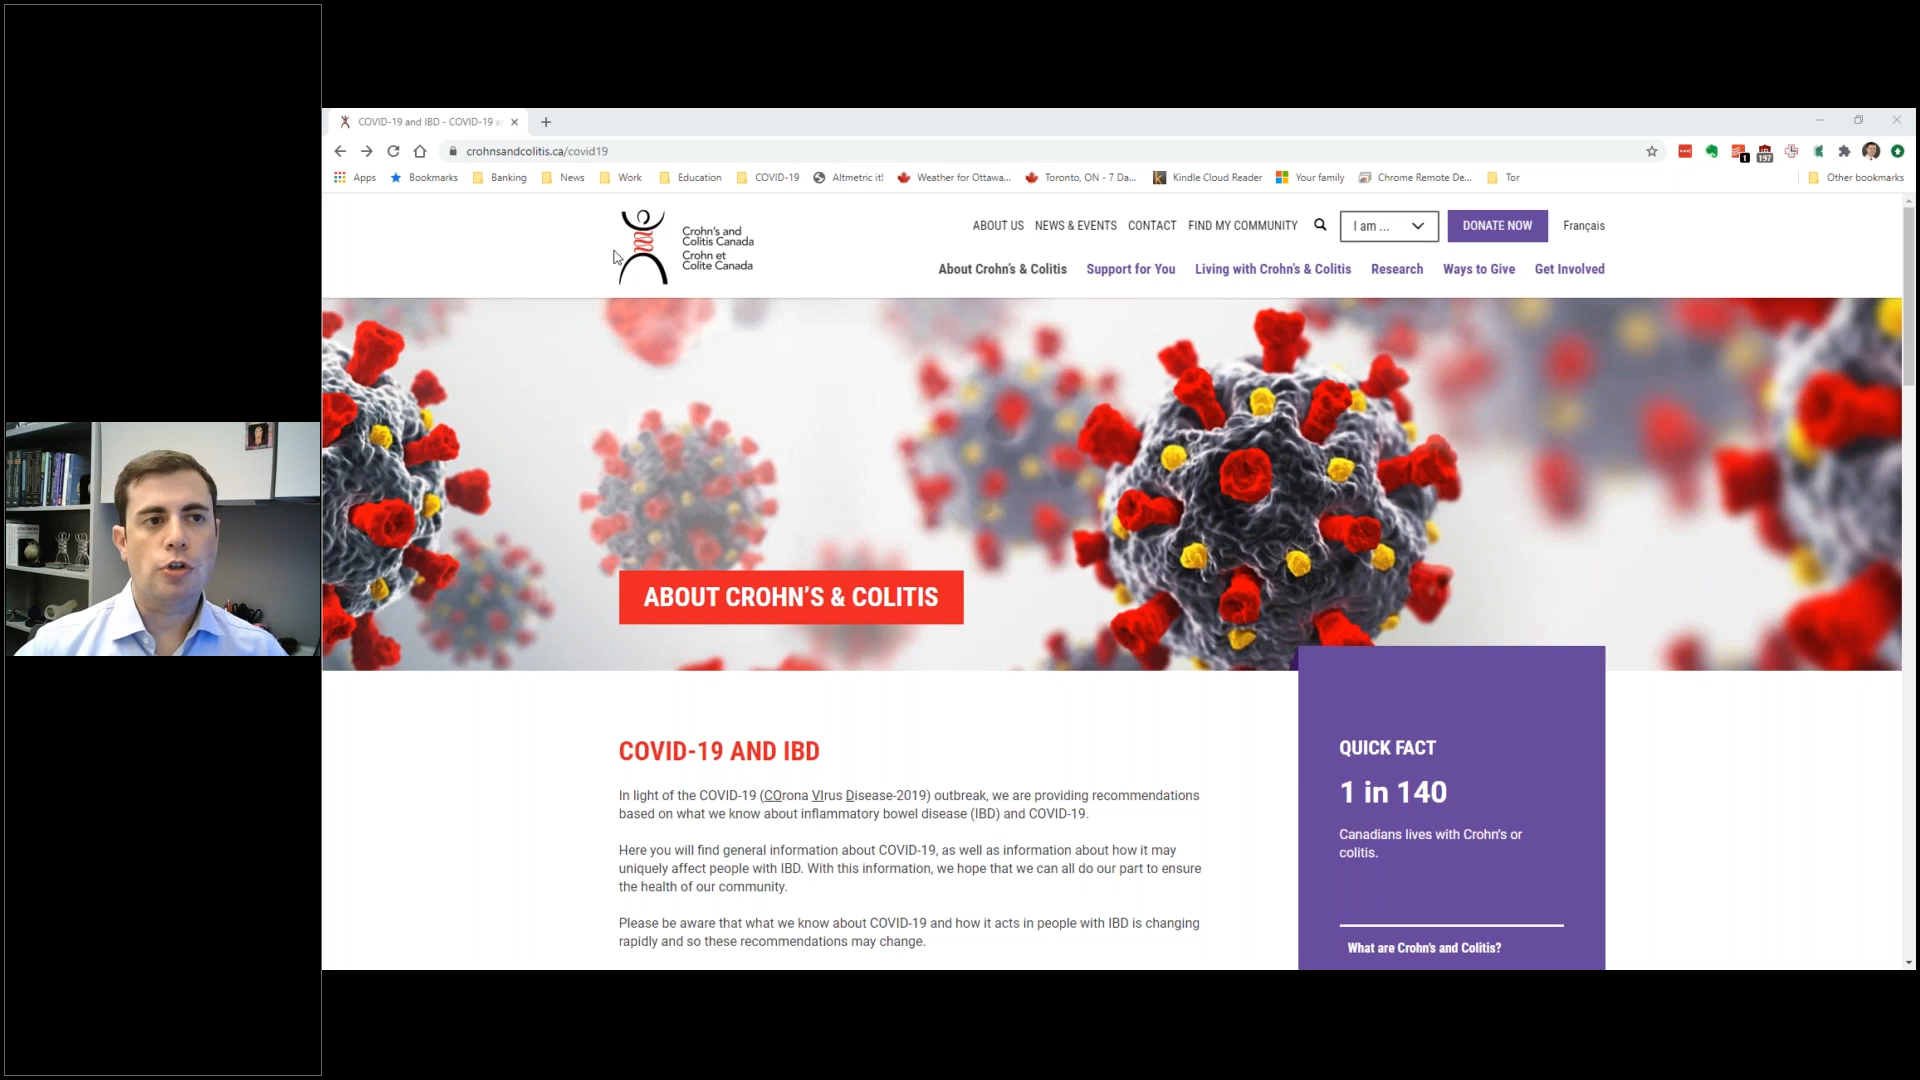 COVID-19 and IBD - COVID-19 a
crohnsandcolitis.ca/covid19
1
197
Apps
Bookmarks
Banking
News
Work
Education
COVID-19
Altmetric it!
Weather for Ottawa...
Toronto, ON - 7 Da...
Kindle Cloud Reader
Your family
Chrome Remote De...
Tor
Other bookmarks
Crohn's and
Colitis Canada
Crohn et
Colite Canada
ABOUT US
NEWS & EVENTS
CONTACT
FIND MY COMMUNITY
I am ...
DONATE NOW
Français
About Crohn's & Colitis
Support for You
Living with Crohn's & Colitis
Research
Ways to Give
Get Involved
ABOUT CROHN'S & COLITIS
COVID-19 AND IBD
In light of the COVID-19 (COrona VIrus Disease-2019) outbreak, we are providing recommendations
based on what we know about inflammatory bowel disease (IBD) and COVID-19.
Here you will find general information about COVID-19, as well as information about how it may
uniquely affect people with IBD. With this information, we hope that we can all do our part to ensure
the health of our community.
Please be aware that what we know about COVID-19 and how it acts in people with IBD is changing
rapidly and so these recommendations may change.
QUICK FACT
1 in 140
Canadians lives with Crohn's or
colitis.
What are Crohn's and Colitis?